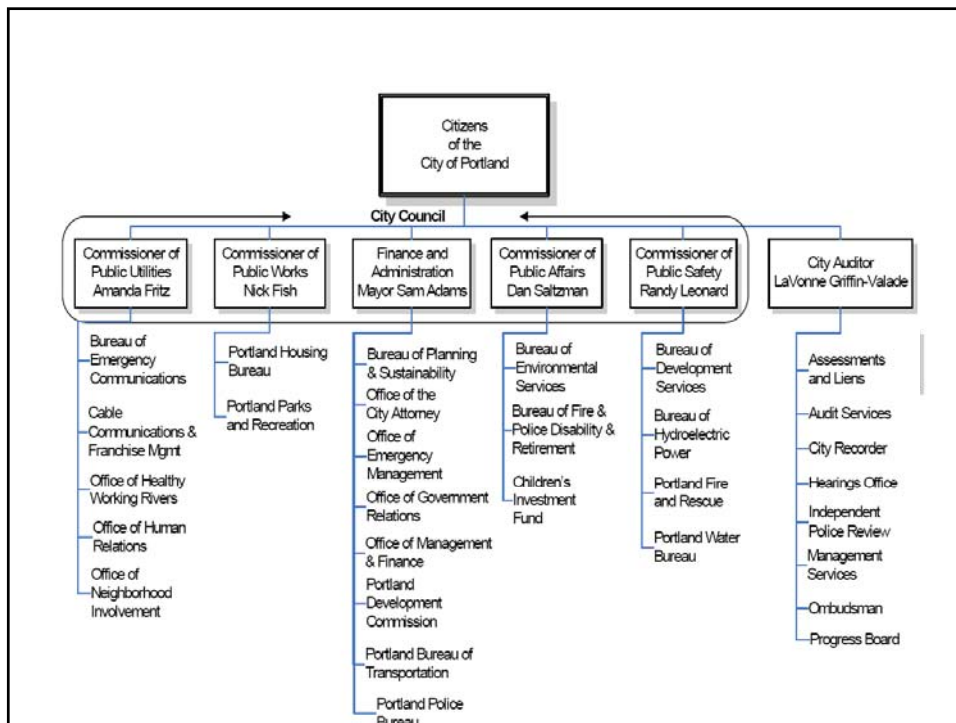 Citizens
of the
City of Portland
City Council
Commissioner of
Public Utilities
Amanda Fritz
Commissioner of
Public Works
Nick Fish
Finance and
Administration
Mayor Sam Adams
Commissioner of
Public Affairs
Dan Saltzman
Commissioner of
Public Safety
Randy Leonard
City Auditor
LaVonne Griffin-Valade
Bureau of
Emergency
Communications
Cable
Communications &
Franchise Mgmt
Office of Healthy
Working Rivers
Office of Human
Relations
Office of
Neighborhood
Involvement
Portland Housing
Bureau
Portland Parks
and Recreation
Bureau of Planning
& Sustainability
Office of the
City Attorney
Office of
Emergency
Management
Office of Government
Relations
Office of Management
& Finance
Portland
Development
Commission
Portland Bureau of
Transportation
Portland Police
Bureau
Bureau of
Environmental
Services
Bureau of Fire &
Police Disability &
Retirement
Children's
Investment
Fund
Bureau of
Development
Services
Bureau of
Hydroelectric
Power
Portland Fire
and Rescue
Portland Water
Bureau
Assessments
and Liens
Audit Services
City Recorder
Hearings Office
Independent
Police Review
Management
Services
Ombudsman
Progress Board